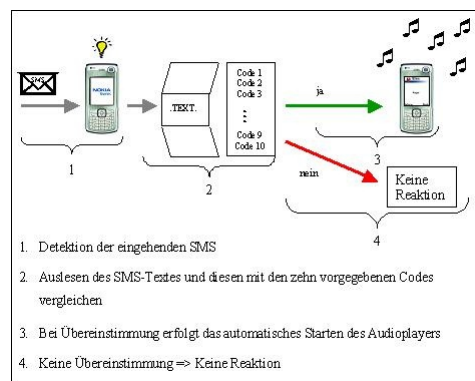 SMS
NOKIA
.TEXT.
Code 1
Code 2
Code 3
⋮
Code 9
Code 10
ja
nein
Keine
Reaktion
1
2
3
4
1. Detektion der eingehenden SMS
2. Auslesen des SMS-Textes und diesen mit den zehn vorgegebenen Codes
vergleichen
3. Bei Übereinstimmung erfolgt das automatisches Starten des Audioplayers
4. Keine Übereinstimmung => Keine Reaktion